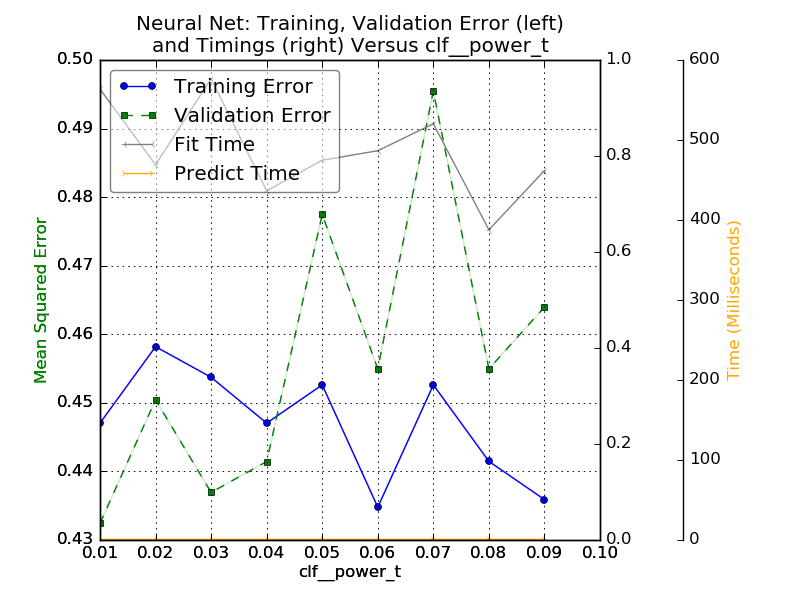 Neural Net: Training, Validation Error (left)
and Timings (right) Versus clf__power_t
Training Error
Validation Error
Fit Time
Predict Time
Mean Squared Error
0.50
0.49
0.48
0.47
0.46
0.45
0.44
0.43
1.0
0.8
0.6
0.4
0.2
0.0
600
500
400
300
200
100
0
Time (Milliseconds)
0.01 0.02 0.03 0.04 0.05 0.06 0.07 0.08 0.09 0.10
clf__power_t